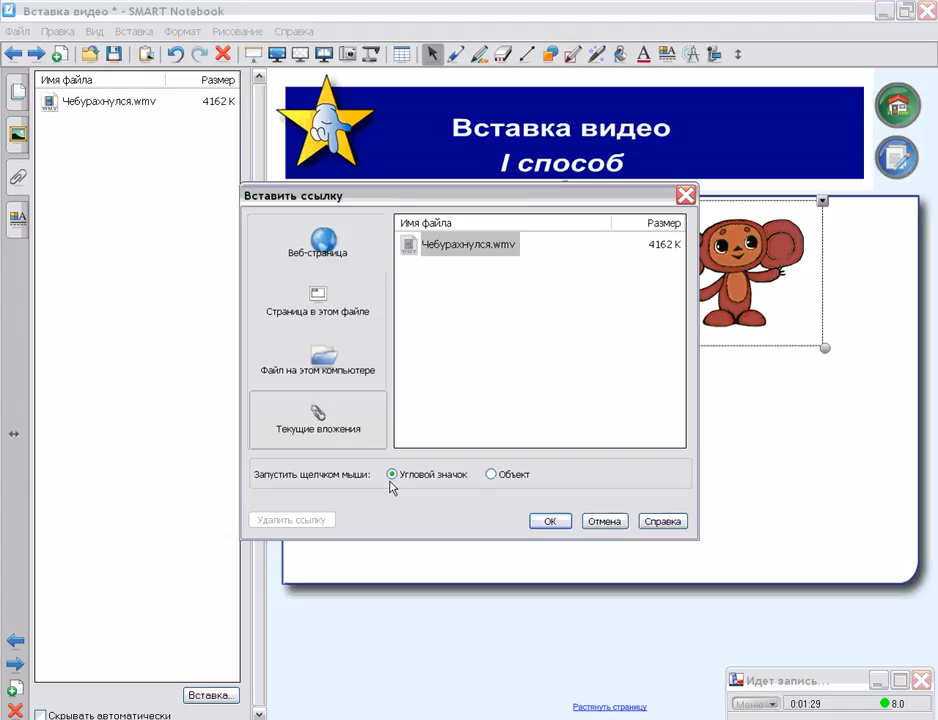 Вставка видео * - SMART Notebook
Файл Правка Вид Вставка Формат Рисование Справка
Имя файла Размер
Чебурахнулся.wmv 4162 K
Вставка видео
I способ
Вставить ссылку
Веб-страница
Страница в этом файле
Файл на этом компьютере
Текущие вложения
Имя файла Размер
Чебурахнулся.wmv 4162 K
Запустить щелчком мыши: Угловой значок Объект
Удалить ссылку ОК Отмена Справка
Вставка...
Скрывать автоматически
Растянуть страницу
Идет запись...
Меню 0:01:29 8.0